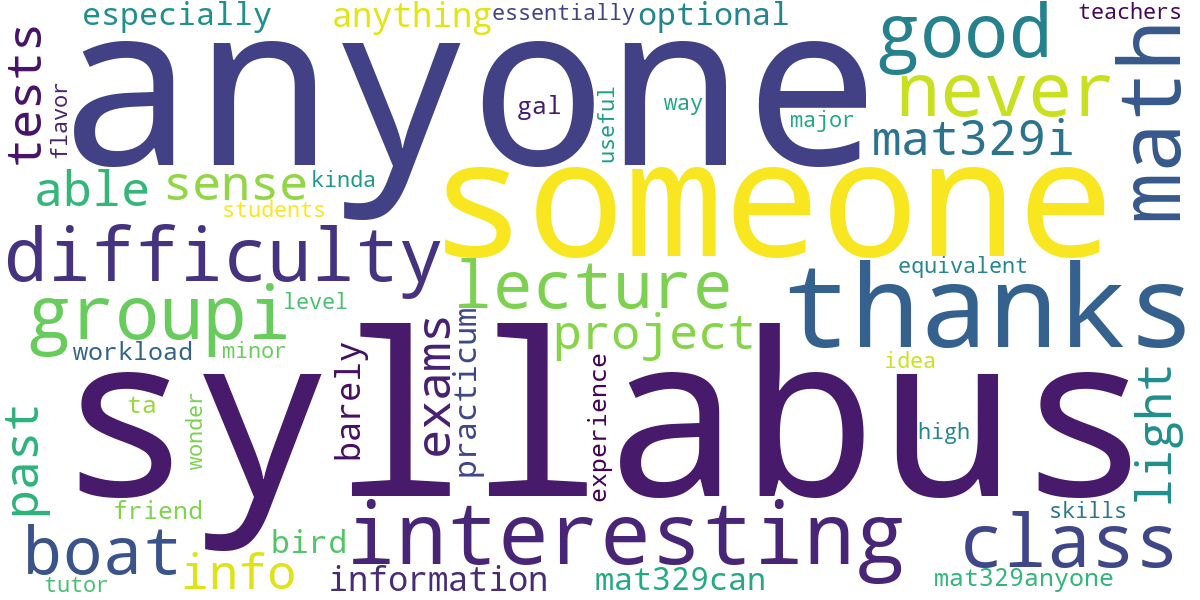 especially
anything
essentially
optional
good
teachers
tests
flavor
anyone
gal
useful
way
major
never
math
mat329i
able
sense
kinda
students
someone
difficulty
lecture
equivalent
thanks
groupi
level
project
workload
minor
idea
syllabus
barely
exams
practicum
experience
past
ta
wonder
high
light
friend
boat
bird
interesting
class
skills
info
tutor
information
mat329can
mat329anyone